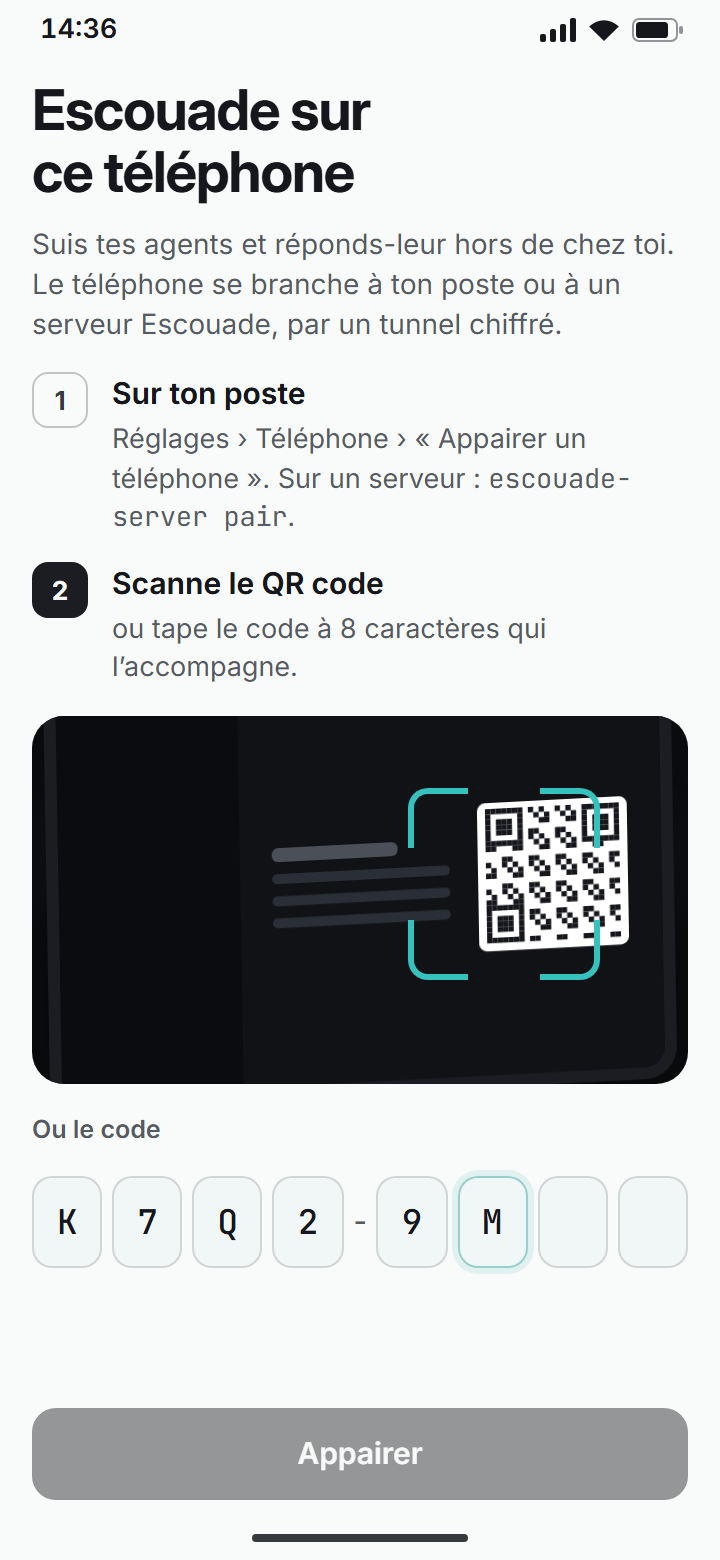 14:36
Escouade sur
ce téléphone
Suis tes agents et réponds-leur hors de chez toi.
Le téléphone se branche à ton poste ou à un
serveur Escouade, par un tunnel chiffré.
1
Sur ton poste
Réglages › Téléphone › « Appairer un
téléphone ». Sur un serveur : escouade-
server pair.
2
Scanne le QR code
ou tape le code à 8 caractères qui
l’accompagne.
Ou le code
K 7 Q 2 - 9 M
Appairer